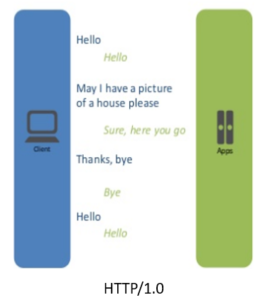 Hello
Hello
May I have a picture
of a house please
Sure, here you go
Client
Apps
Thanks, bye
Bye
Hello
Hello
HTTP/1.0